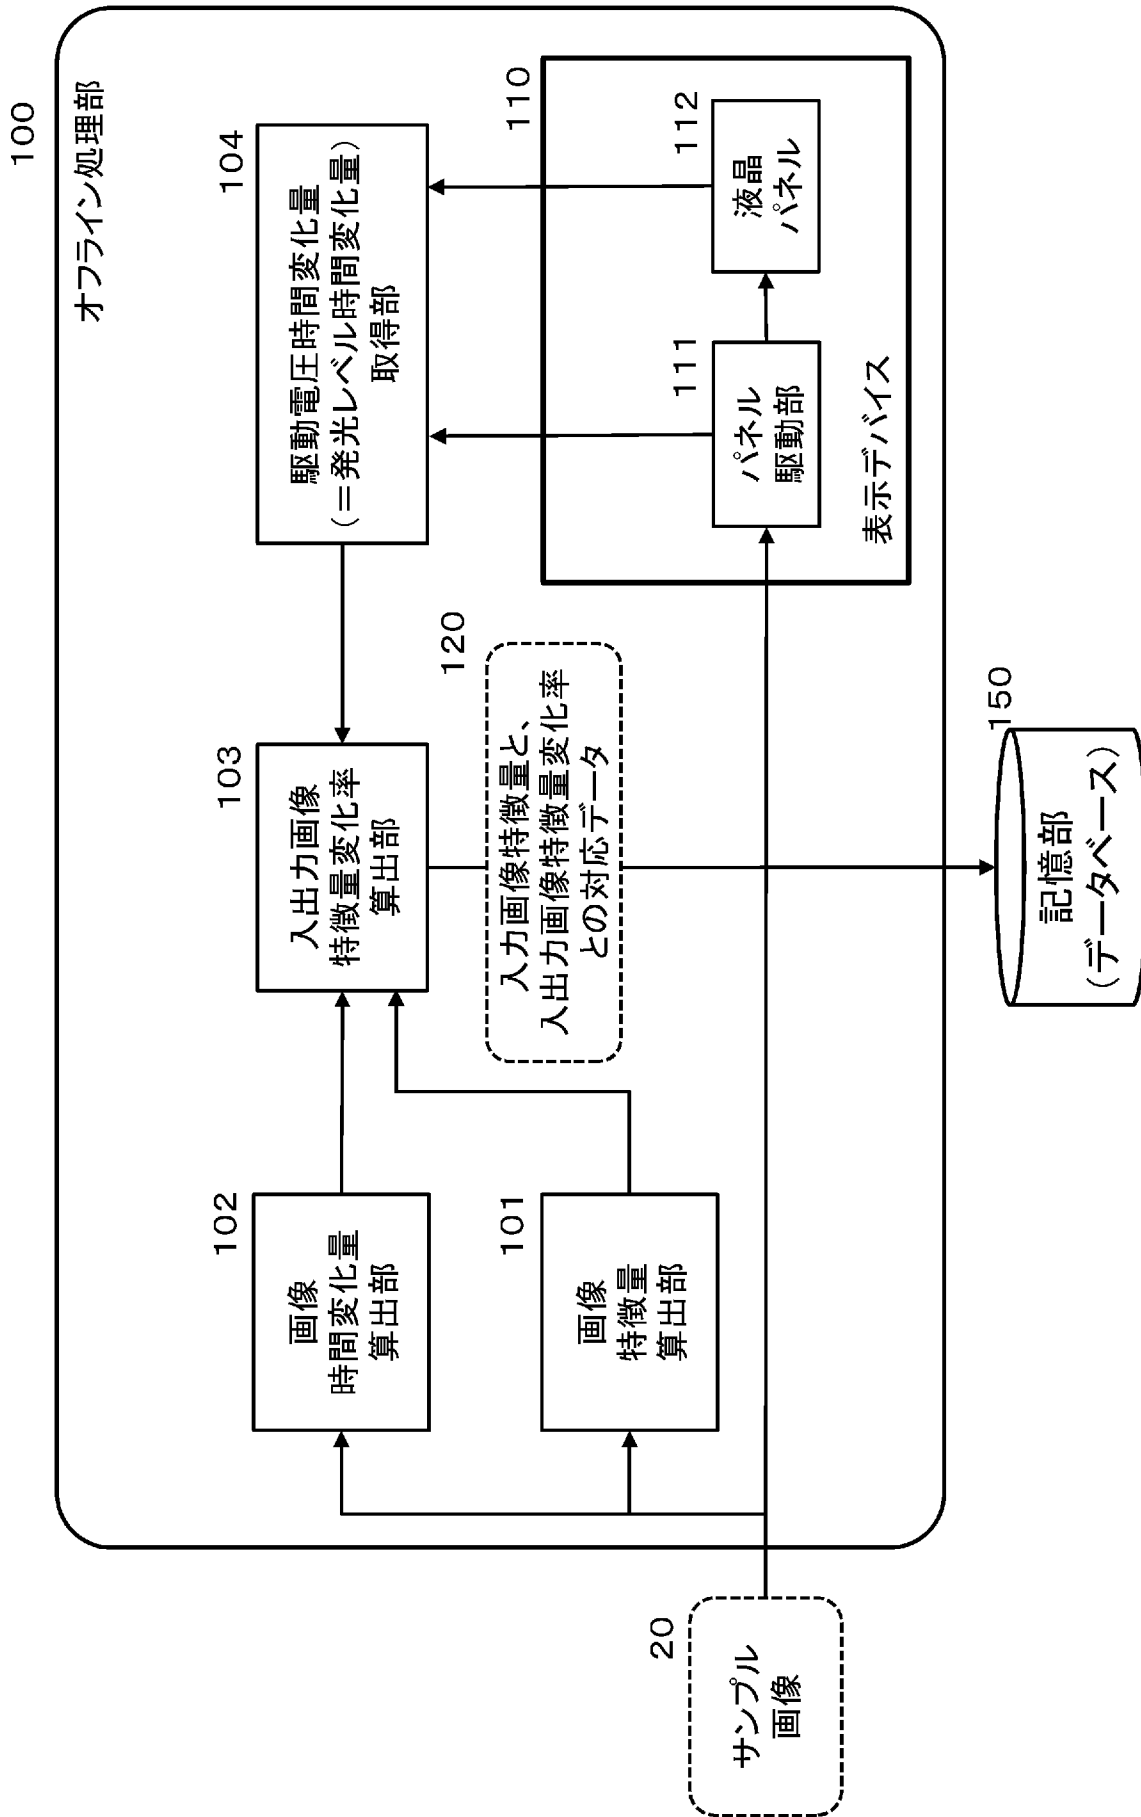 100
オフライン処理部
20
サンプル
画像
102
画像
時間変化量
算出部
101
画像
特徴量
算出部
103
入出力画像
特徴量変化率
算出部
120
入力画像特徴量と、
入出力画像特徴量変化率
との対応データ
104
駆動電圧時間変化量
(=発光レベル時間変化量)
取得部
110
111
パネル
駆動部
112
液晶
パネル
表示デバイス
150
記憶部
(データベース)